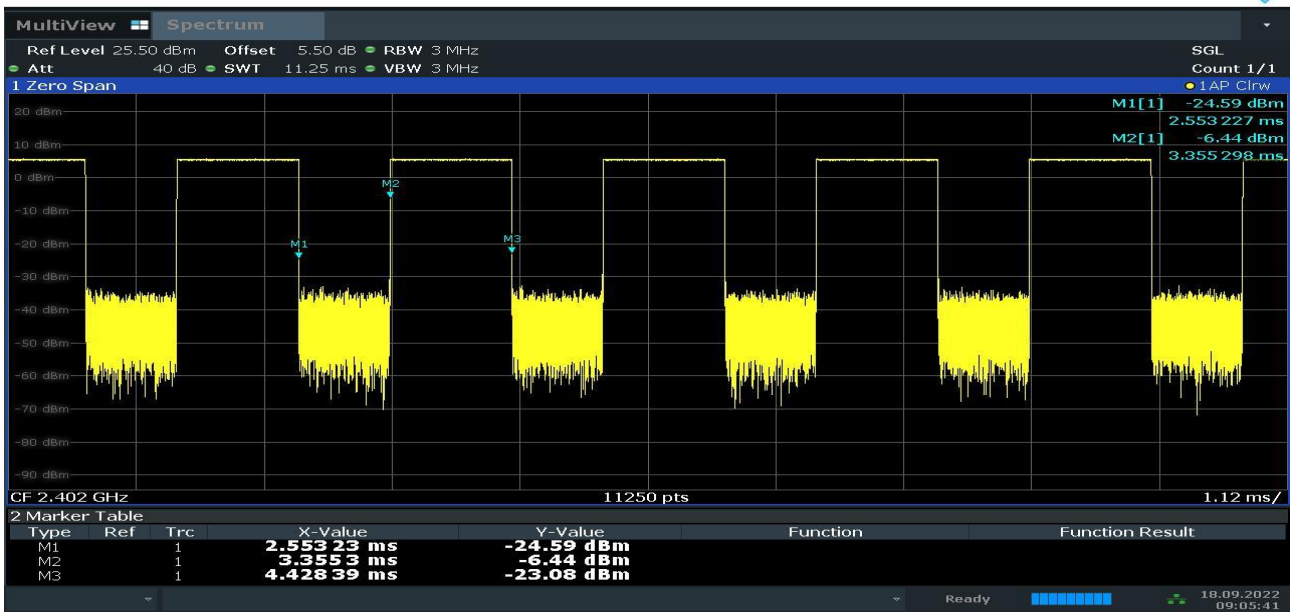 MultiView Spectrum
Ref Level 25.50 dBm Offset 5.50 dB RBW 3 MHz SGL
Att 40 dB SWT 11.25 ms VBW 3 MHz Count 1/1
1 Zero Span 1AP Clrw
M1[1] -24.59 dBm
20 dBm
2.553 227 ms
M2[1] -6.44 dBm
10 dBm
3.355 298 ms
0 dBm
M2
-10 dBm
M1
M3
-20 dBm
-30 dBm
-40 dBm
-50 dBm
-60 dBm
-70 dBm
-80 dBm
-90 dBm
CF 2.402 GHz 11250 pts 1.12 ms/
2 Marker Table
Type Ref Trc X-Value Y-Value Function Function Result
M1 1 2.553 23 ms -24.59 dBm
M2 1 3.355 3 ms -6.44 dBm
M3 1 4.428 39 ms -23.08 dBm
Ready 18.09.2022
09:05:41